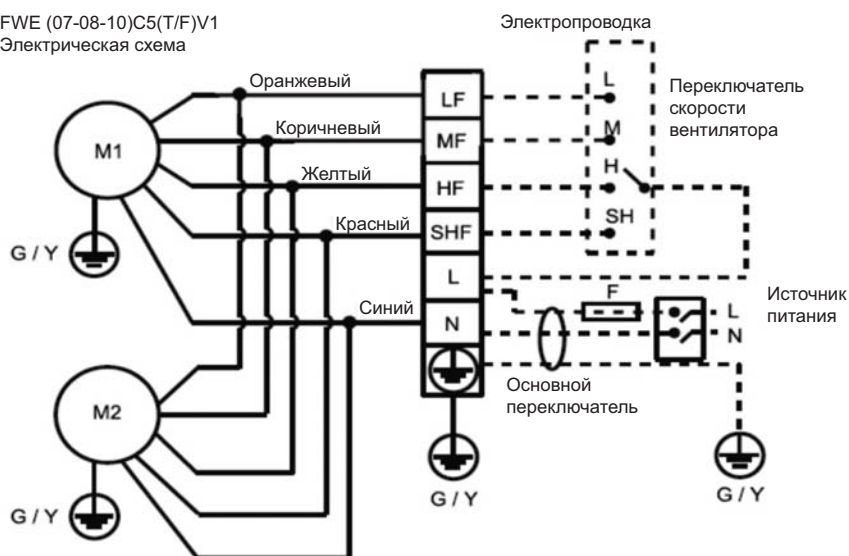 FWE (07-08-10)C5(T/F)V1
Электрическая схема
Электропроводка
Оранжевый
LF
L
Переключатель
скорости
вентилятора
M1
Коричневый
MF
M
Желтый
HF
H
Красный
SHF
SH
G / Y
L
Источник
питания
Синий
N
F
L
N
Основной
переключатель
M2
G / Y
G / Y
G / Y